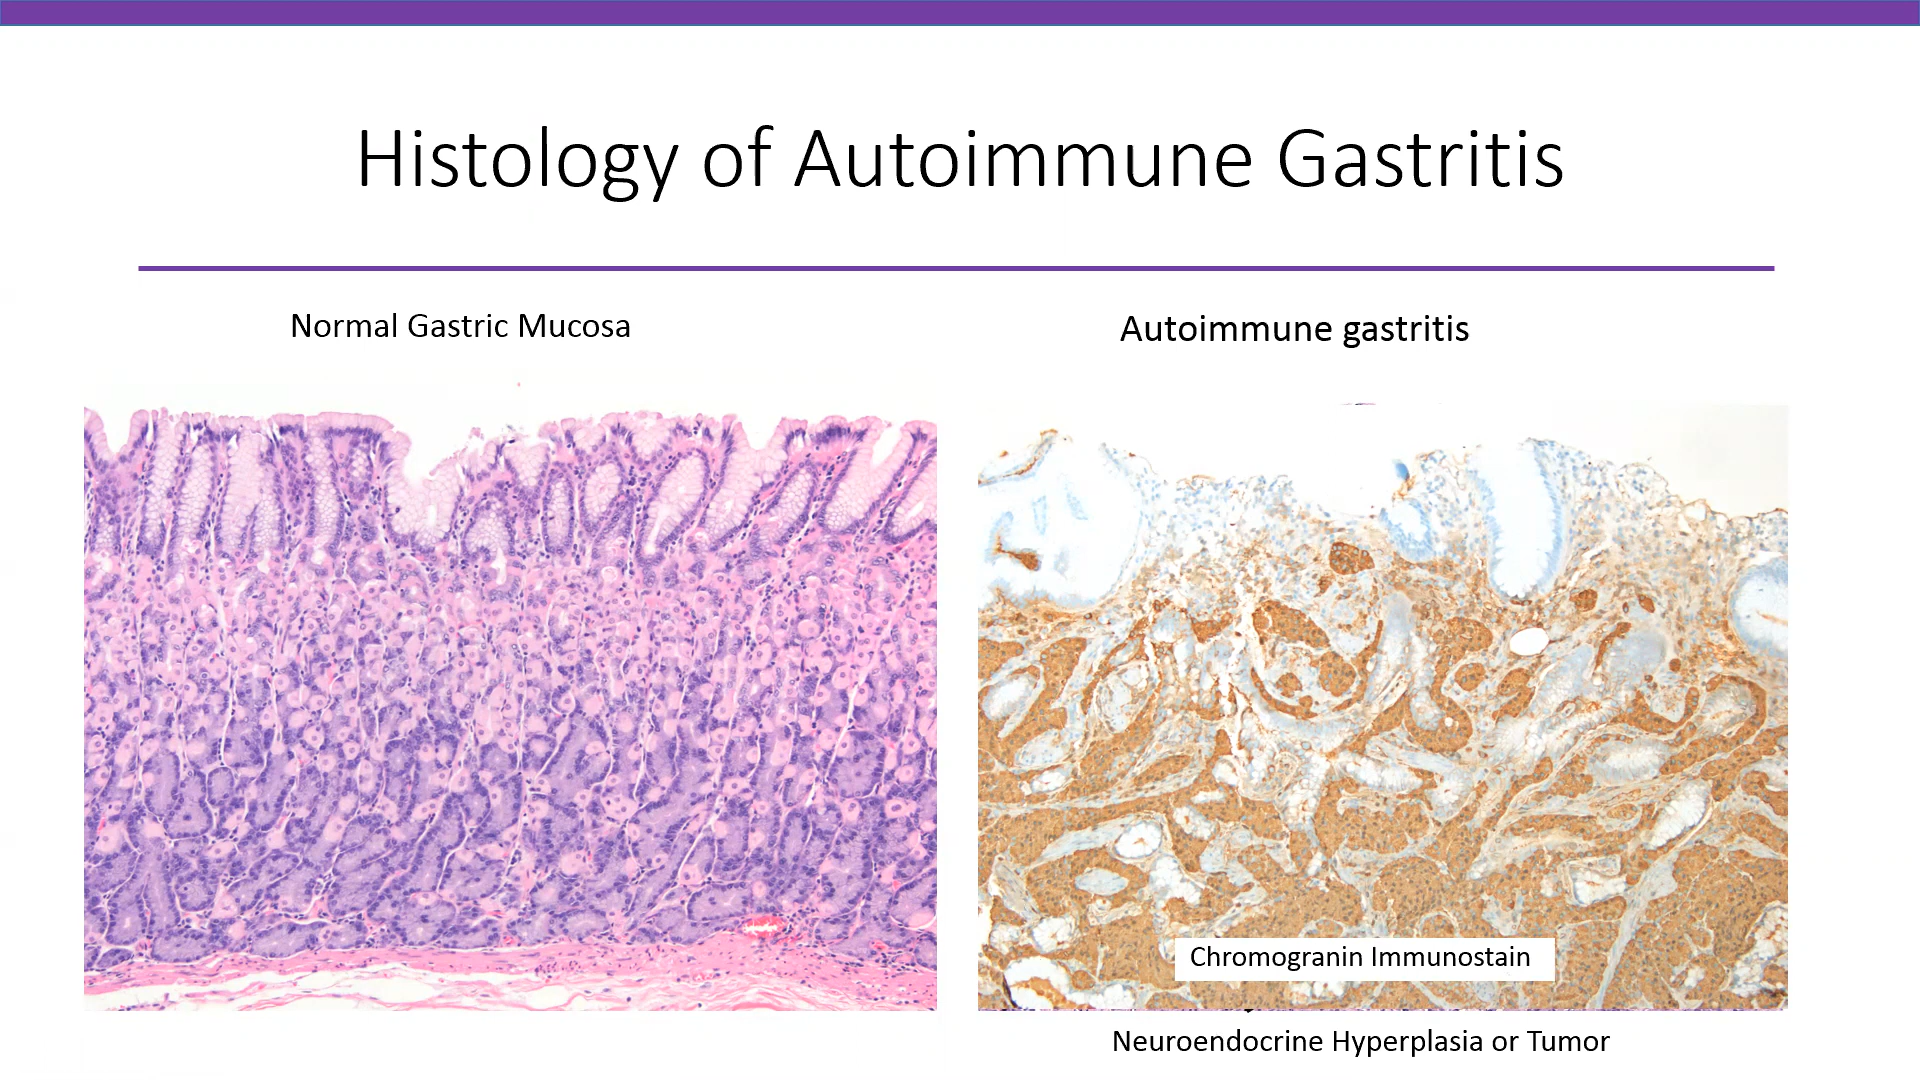 Histology of Autoimmune Gastritis
Normal Gastric Mucosa
Autoimmune gastritis
Chromogranin Immunostain
Neuroendocrine Hyperplasia or Tumor